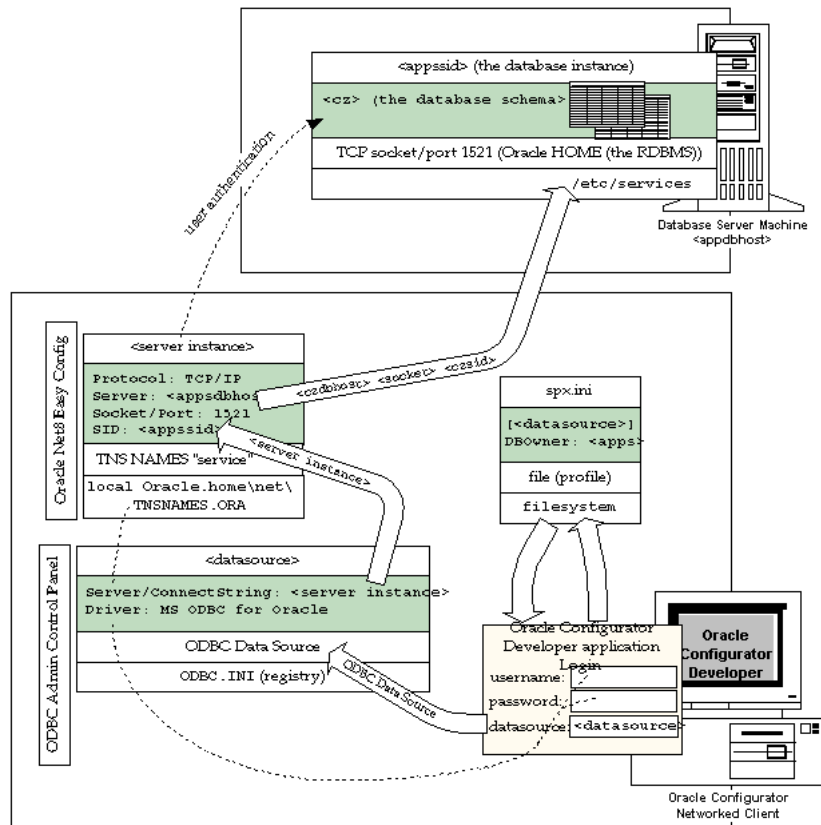 <appssid> (the database instance)
<cz> (the database schema>
TCP socket/port 1521 (Oracle HOME (the RDBMS))
/etc/services
Database Server Machine
<appdbhost>
user authentication
Oracle Net8 Easy Config
<server instance>
Protocol: TCP/IP
Server: <appsdbhos
Socket/Port: 1521
SID: <appssid>
TNS NAMES "service"
local Oracle.home\net\
TNSNAMES.ORA
<czdbhost> <socket> <czsid>
<server instance>
spx.ini
[<datasource>]
DBOwner: <apps>
file (profile)
filesystem
ODBC Admin Control Panel
<datasource>
Server/ConnectString: <server instance>
Driver: MS ODBC for Oracle
ODBC Data Source
ODBC.INI (registry)
ODBC Data Source
Oracle Configurator
Developer application
Login
username:
password:
datasource: <datasource>
Oracle
Configurator
Developer
Oracle Configurator
Networked Client